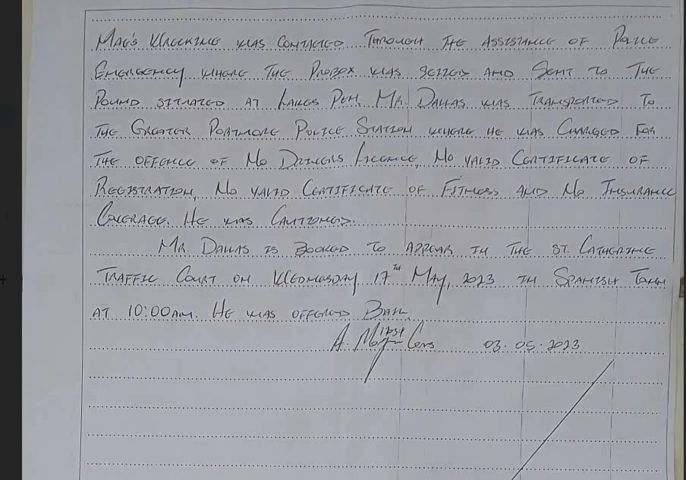 MAC'S WRECKING WAS CONTACTED THROUGH THE ASSISTANCE OF POLICE
EMERGENCY WHERE THE PROBOX WAS SEIZED AND SENT TO THE
POUND SITUATED AT LAKES PEN. MR. DALLAS WAS TRANSPORTED TO
THE GREATER PORTMORE POLICE STATION WHERE HE WAS CHARGED FOR
THE OFFENCE OF NO DRIVERS LICENCE, NO VALID CERTIFICATE OF
REGISTRATION, NO VALID CERTIFICATE OF FITNESS AND NO INSURANCE
COVERAGE. HE WAS CAUTIONED.
MR DALLAS IS BOOKED TO APPEAR IN THE ST. CATHERINE
TRAFFIC COURT ON WEDNESDAY 17TH MAY, 2023 IN SPANISH TOWN
AT 10:00AM. HE WAS OFFERED BAIL.
A. Cons 03.05.2023